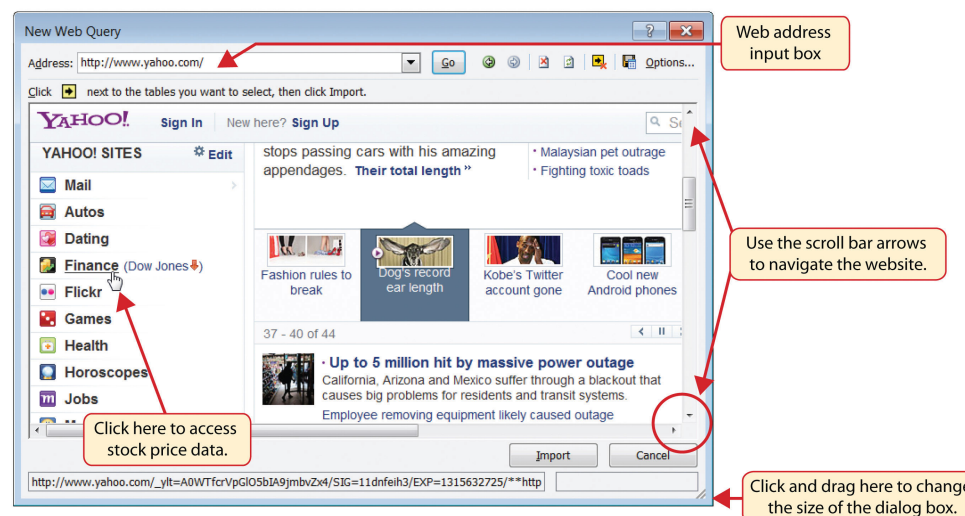 New Web Query
Web address
input box
Address: http://www.yahoo.com/ Go Options...
Click next to the tables you want to select, then click Import.
YAHOO! Sign In New here? Sign Up
YAHOO! SITES Edit
Mail
Autos
Dating
Finance (Dow Jones)
Flickr
Games
Health
Horoscopes
Jobs
stops passing cars with his amazing
appendages. Their total length »
· Malaysian pet outrage
· Fighting toxic toads
Fashion rules to
break
Dog's record
ear length
Kobe's Twitter
account gone
Cool new
Android phones
37 - 40 of 44
· Up to 5 million hit by massive power outage
California, Arizona and Mexico suffer through a blackout that
causes big problems for residents and transit systems.
Employee removing equipment likely caused outage
Use the scroll bar arrows
to navigate the website.
Click here to access
stock price data.
Import Cancel
http://www.yahoo.com/_ylt=A0WTfcrVpGlO5bIA9jmbvZx4/SIG=11dnfeih3/EXP=1315632725/**http
Click and drag here to change
the size of the dialog box.